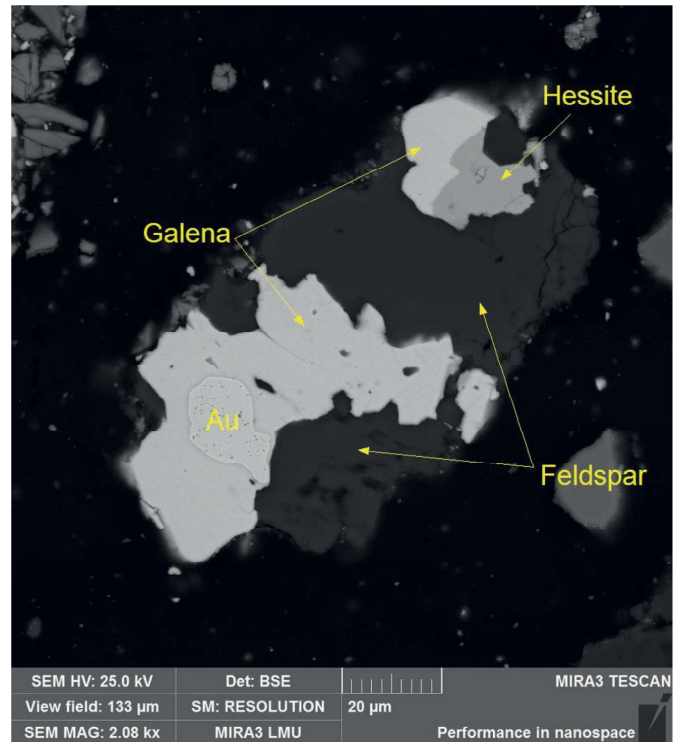 Hessite
Galena
Au
Feldspar
SEM HV: 25.0 kV
Det: BSE
MIRA3 TESCAN
View field: 133 µm
SM: RESOLUTION
20 µm
SEM MAG: 2.08 kx
MIRA3 LMU
Performance in nanospace